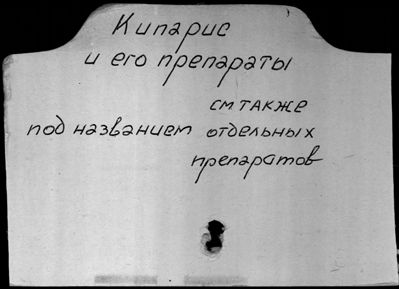 Кипарис
и его препараты
см также
под названием отдельных
препаратов